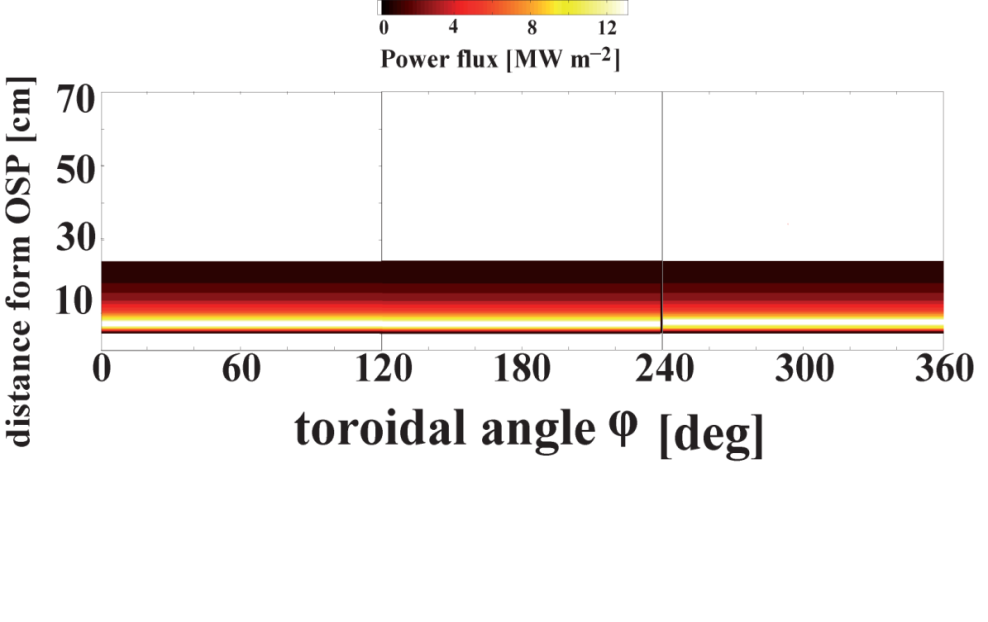 0 4 8 12
Power flux [MW m−2]
70
50
30
10
distance form OSP [cm]
0 60 120 180 240 300 360
toroidal angle φ [deg]